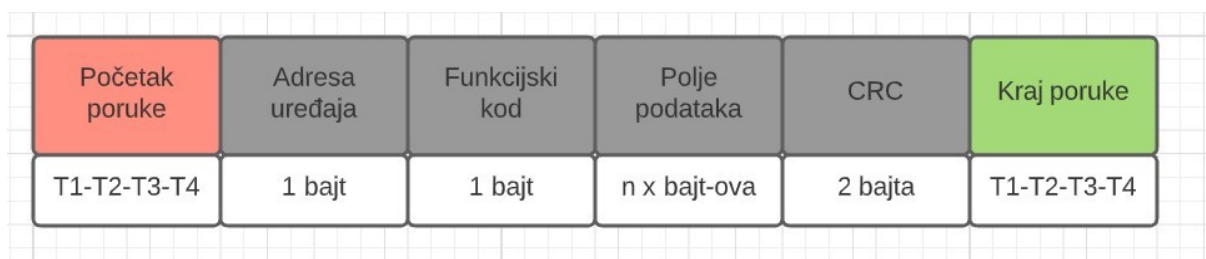 Početak
poruke
Adresa
uređaja
Funkcijski
kod
Polje
podataka
CRC
Kraj poruke
T1-T2-T3-T4
1 bajt
1 bajt
n x bajt-ova
2 bajta
T1-T2-T3-T4